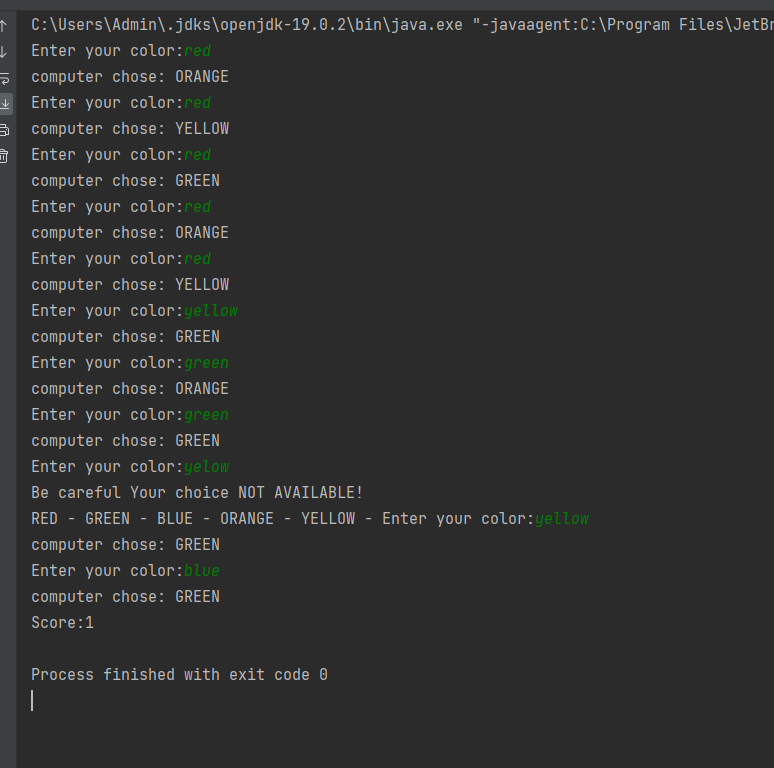 C:\Users\Admin\.jdks\openjdk-19.0.2\bin\java.exe "-javaagent:C:\Program Files\JetBr
Enter your color:red
computer chose: ORANGE
Enter your color:red
computer chose: YELLOW
Enter your color:red
computer chose: GREEN
Enter your color:red
computer chose: ORANGE
Enter your color:red
computer chose: YELLOW
Enter your color:yellow
computer chose: GREEN
Enter your color:green
computer chose: ORANGE
Enter your color:green
computer chose: GREEN
Enter your color:yelow
Be careful Your choice NOT AVAILABLE!
RED - GREEN - BLUE - ORANGE - YELLOW - Enter your color:yellow
computer chose: GREEN
Enter your color:blue
computer chose: GREEN
Score:1
Process finished with exit code 0